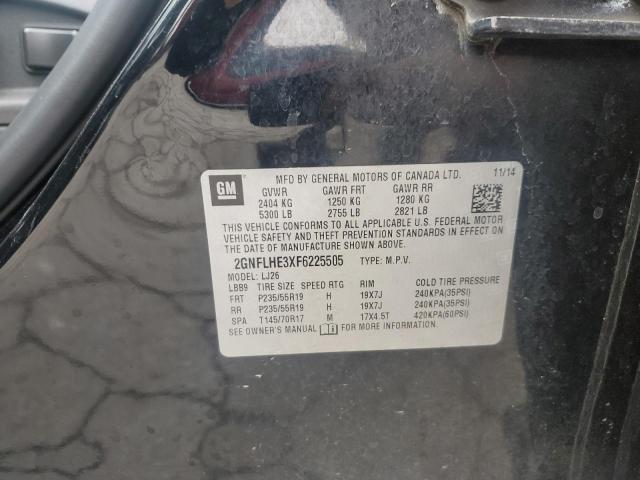 MFD BY GENERAL MOTORS OF CANADA LTD. 11/14
GM
GVWR GAWR FRT GAWR RR
2404 KG 1250 KG 1280 KG
5300 LB 2755 LB 2821 LB
THIS VEHICLE CONFORMS TO ALL APPLICABLE U.S. FEDERAL MOTOR
VEHICLE SAFETY AND THEFT PREVENTION STANDARDS IN EFFECT ON
THE DATE OF MANUFACTURE SHOWN ABOVE.
2GNFLHE3XF6225505 TYPE: M.P.V.
MODEL: LJ26
LBB9 TIRE SIZE SPEED RTG RIM COLD TIRE PRESSURE
FRT P235/55R19 H 19X7J 240KPA(35PSI)
RR P235/55R19 H 19X7J 240KPA(35PSI)
SPA T145/70R17 M 17X4.5T 420KPA(60PSI)
SEE OWNER'S MANUAL FOR MORE INFORMATION.